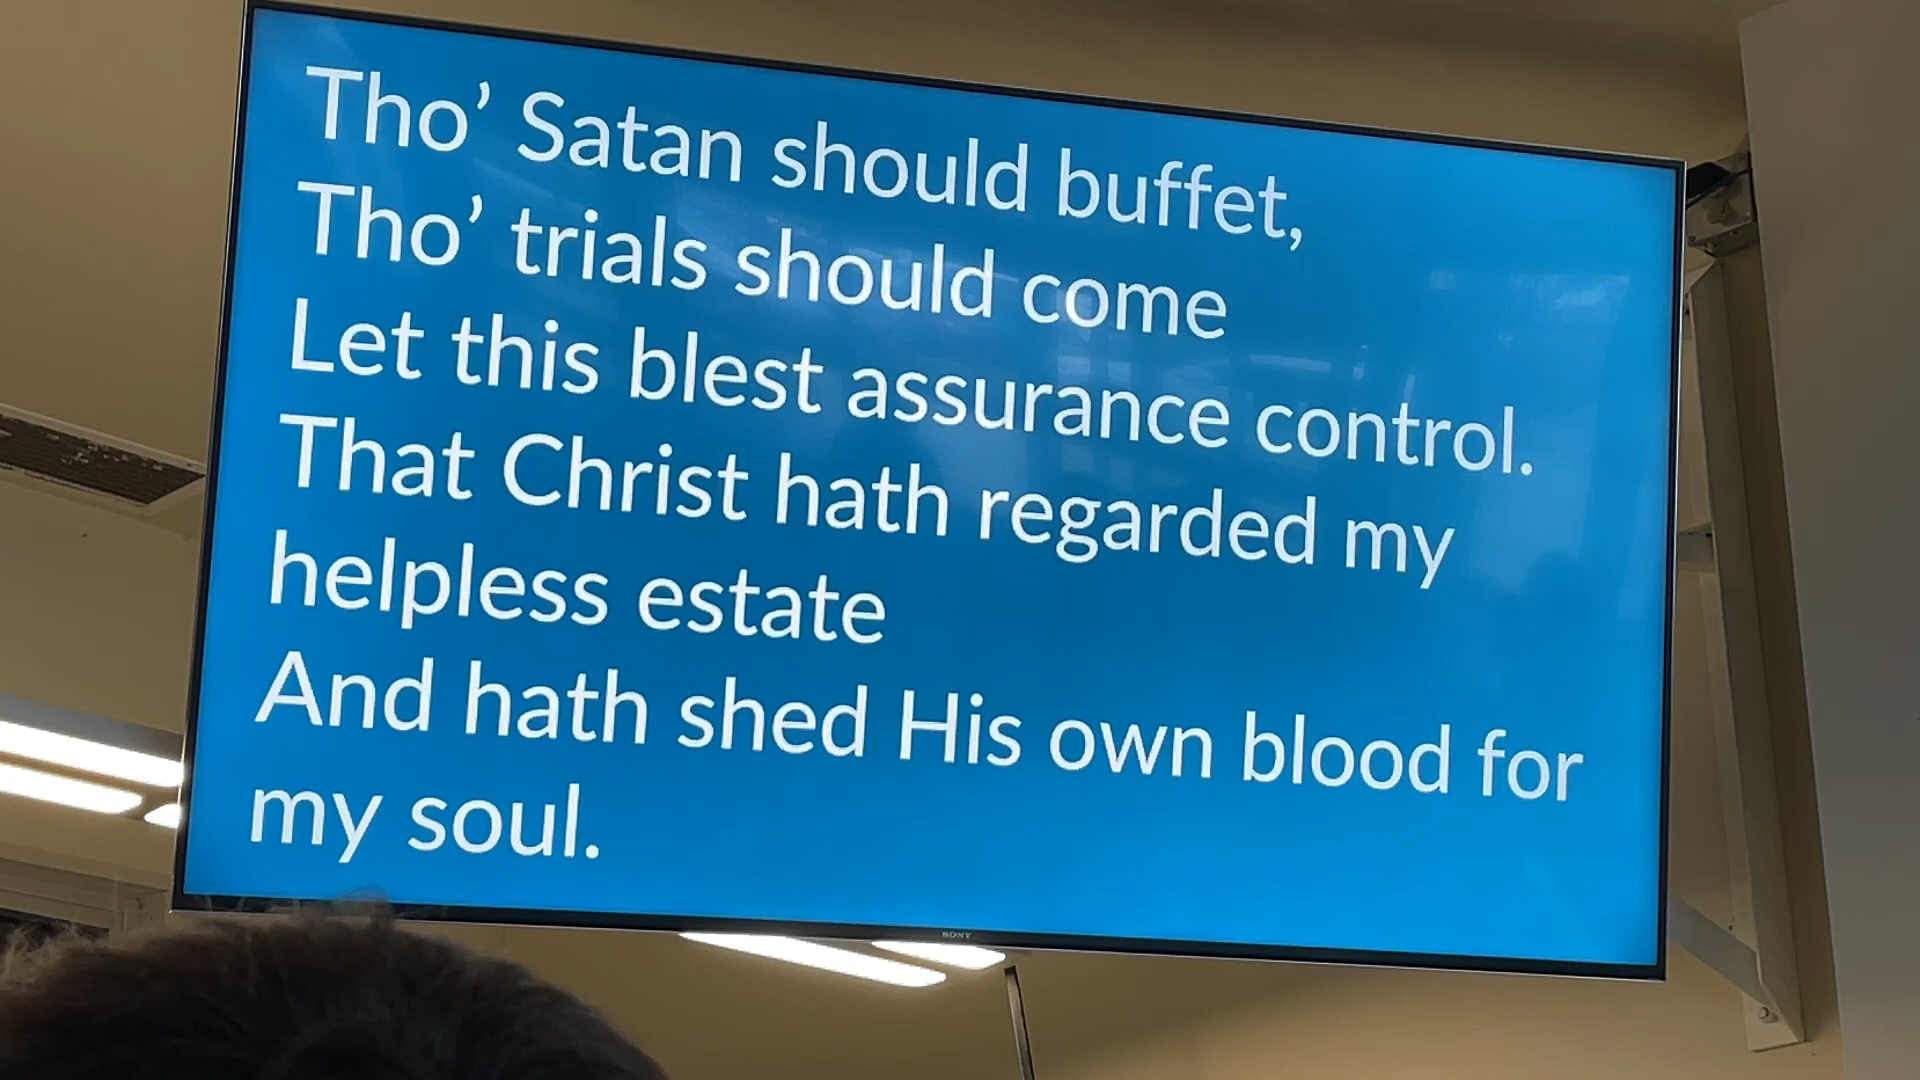 Tho’ Satan should buffet,
Tho’ trials should come
Let this blest assurance control.
That Christ hath regarded my
helpless estate
And hath shed His own blood for
my soul.
SONY